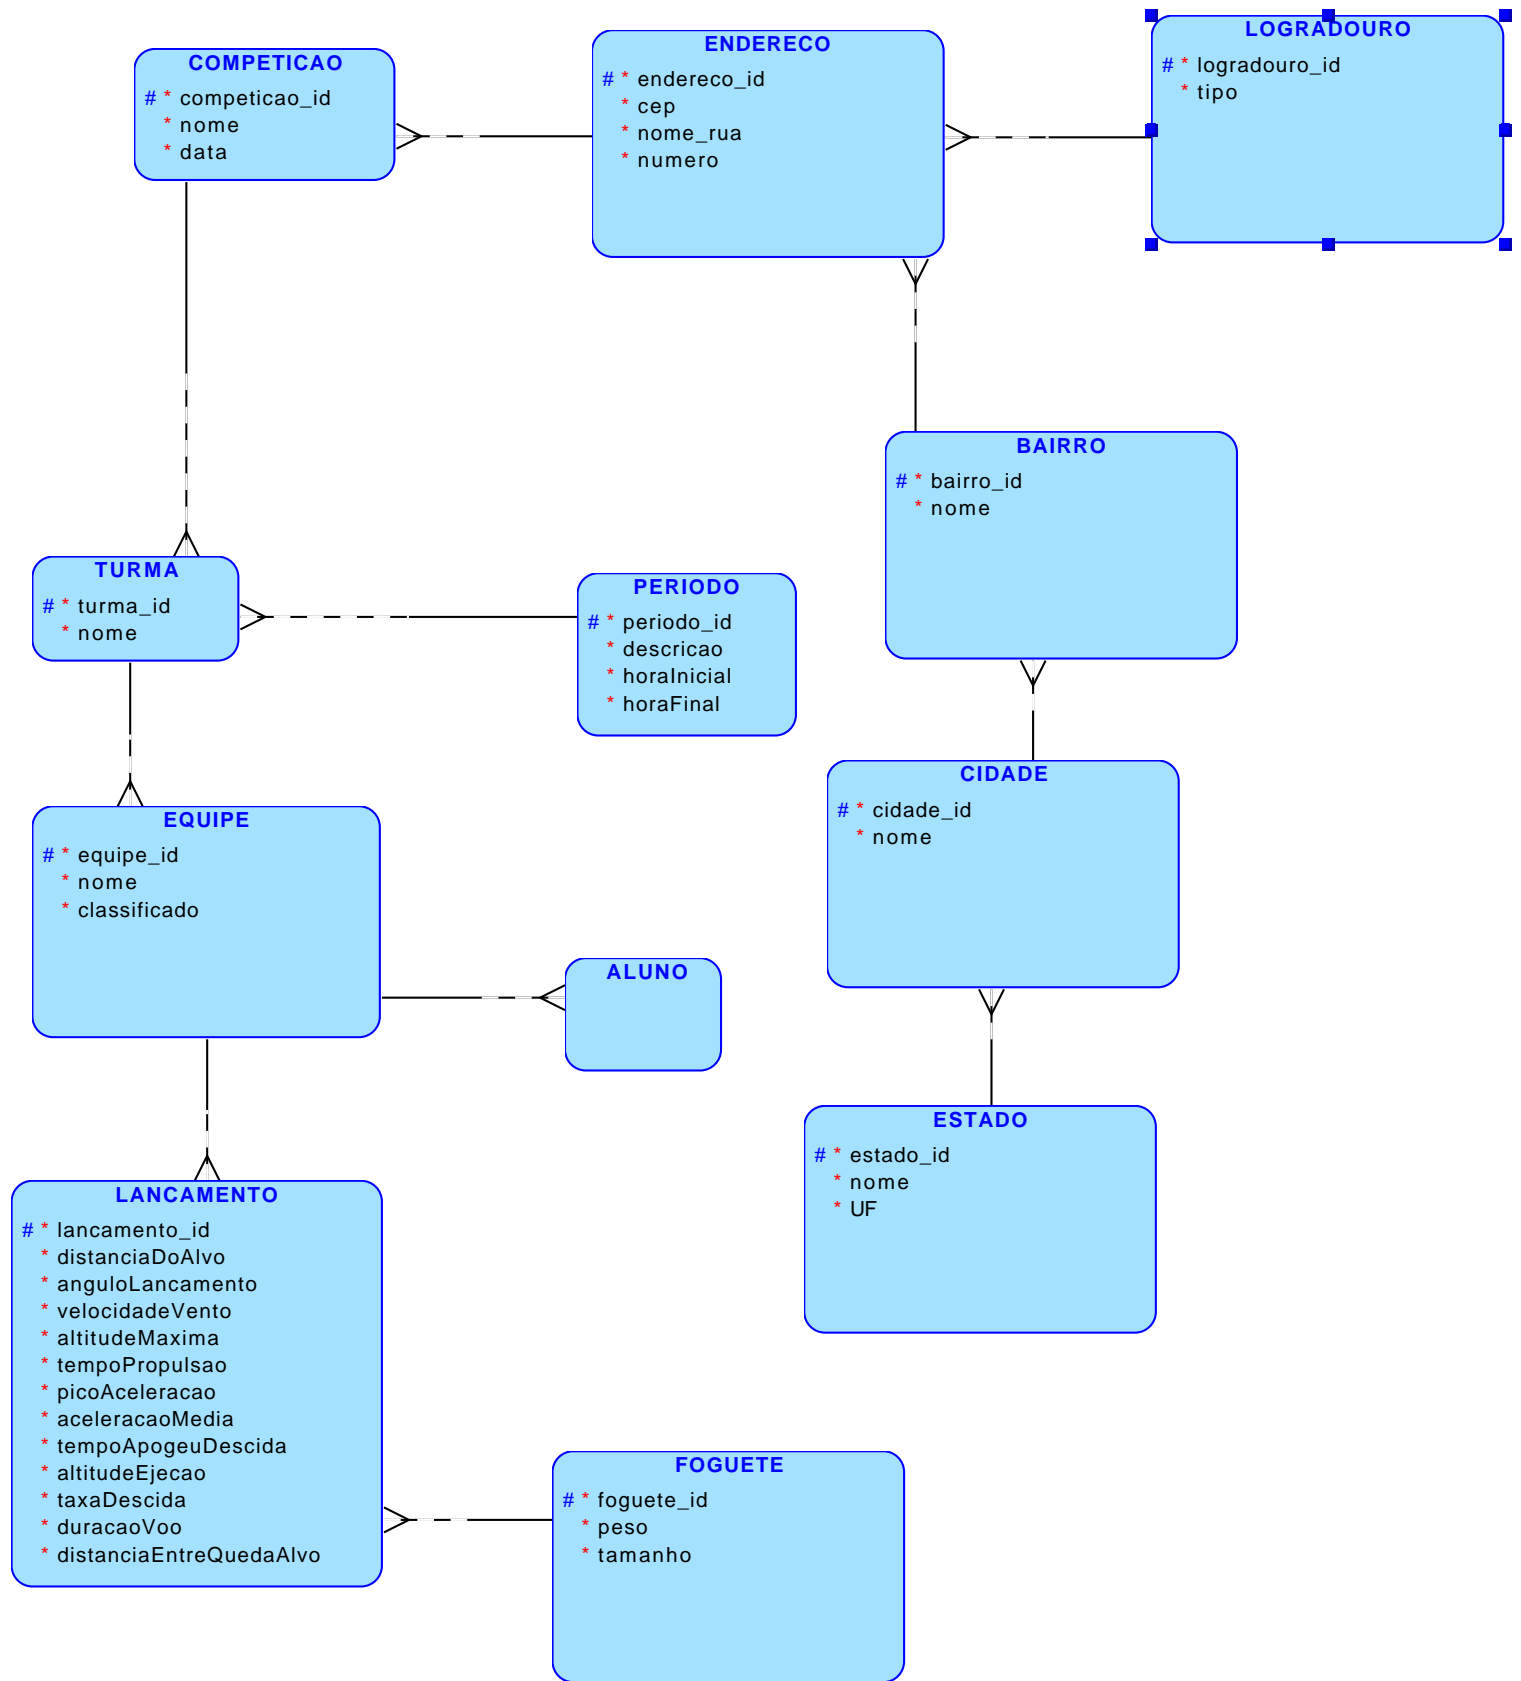 COMPETICAO
# * competicao_id
* nome
* data
ENDERECO
# * endereco_id
* cep
* nome_rua
* numero
LOGRADOURO
# * logradouro_id
* tipo
BAIRRO
# * bairro_id
* nome
TURMA
# * turma_id
* nome
PERIODO
# * periodo_id
* descricao
* horaInicial
* horaFinal
CIDADE
# * cidade_id
* nome
EQUIPE
# * equipe_id
* nome
* classificado
ALUNO
ESTADO
# * estado_id
* nome
* UF
LANCAMENTO
# * lancamento_id
* distanciaDoAlvo
* anguloLancamento
* velocidadeVento
* altitudeMaxima
* tempoPropulsao
* picoAceleracao
* aceleracaoMedia
* tempoApogeuDescida
* altitudeEjecao
* taxaDescida
* duracaoVoo
* distanciaEntreQuedaAlvo
FOGUETE
# * foguete_id
* peso
* tamanho